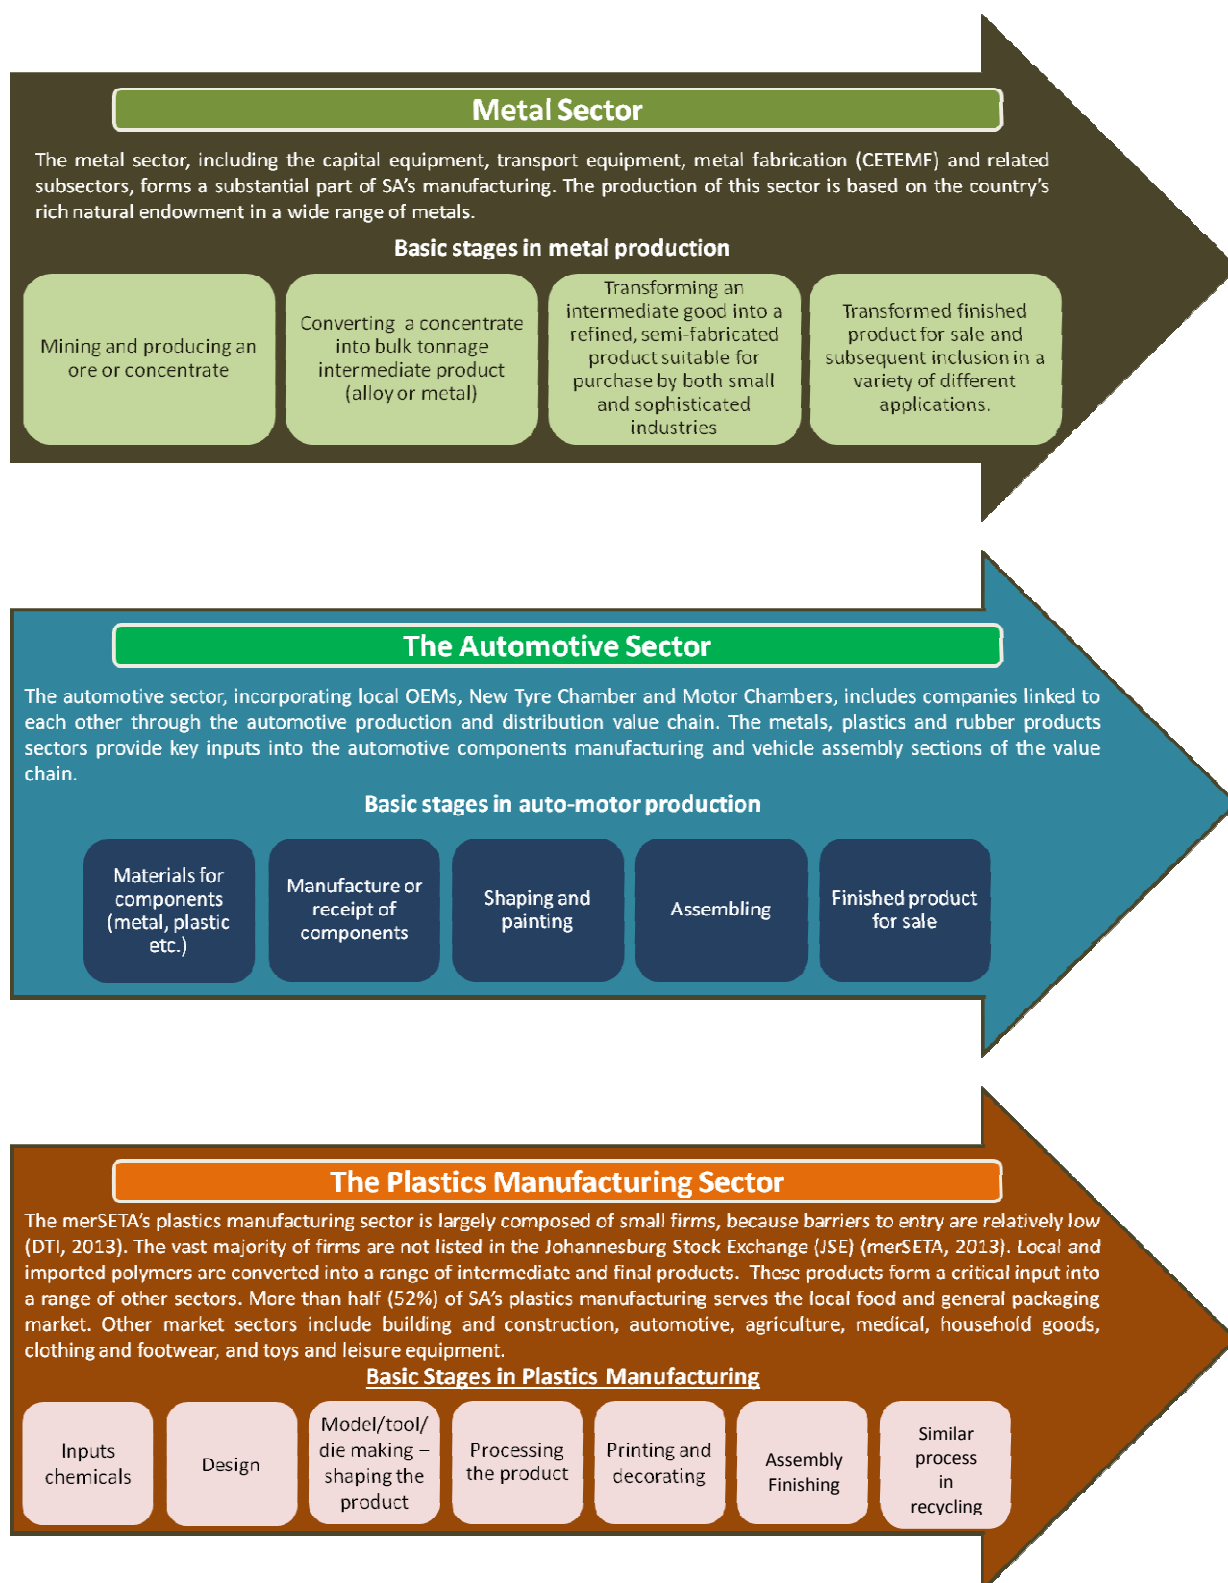 Metal Sector
The metal sector, including the capital equipment, transport equipment, metal fabrication (CETEMF) and related
subsectors, forms a substantial part of SA's manufacturing. The production of this sector is based on the country's
rich natural endowment in a wide range of metals.
Basic stages in metal production
Mining and producing an
ore or concentrate
Converting a concentrate
into bulk tonnage
intermediate product
(alloy or metal)
Transforming an
intermediate good into a
refined, semi-fabricated
product suitable for
purchase by both small
and sophisticated
industries
Transformed finished
product for sale and
subsequent inclusion in a
variety of different
applications.
The Automotive Sector
The automotive sector, incorporating local OEMs, New Tyre Chamber and Motor Chambers, includes companies linked to
each other through the automotive production and distribution value chain. The metals, plastics and rubber products
sectors provide key inputs into the automotive components manufacturing and vehicle assembly sections of the value
chain.
Basic stages in auto-motor production
Materials for
components
(metal, plastic
etc.)
Manufacture or
receipt of
components
Shaping and
painting
Assembling
Finished product
for sale
The Plastics Manufacturing Sector
The merSETA's plastics manufacturing sector is largely composed of small firms, because barriers to entry are relatively low
(DTI, 2013). The vast majority of firms are not listed in the Johannesburg Stock Exchange (JSE) (merSETA, 2013). Local and
imported polymers are converted into a range of intermediate and final products. These products form a critical input into
a range of other sectors. More than half (52%) of SA's plastics manufacturing serves the local food and general packaging
market. Other market sectors include building and construction, automotive, agriculture, medical, household goods,
clothing and footwear, and toys and leisure equipment.
Basic Stages in Plastics Manufacturing
Inputs
chemicals
Design
Model/tool/
die making –
shaping the
product
Processing
the product
Printing and
decorating
Assembly
Finishing
Similar
process
in
recycling